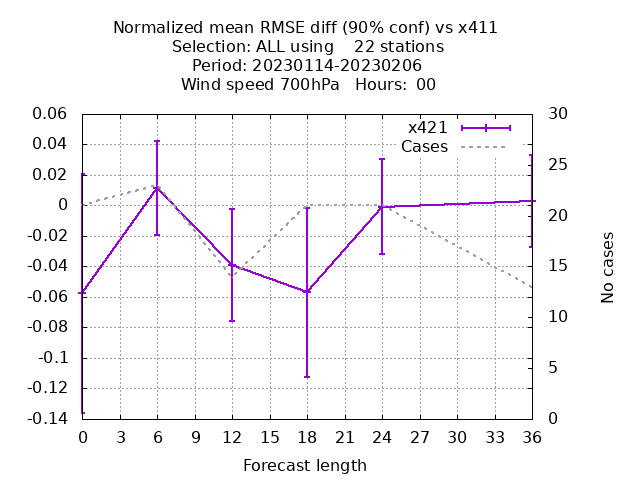 Normalized mean RMSE diff (90% conf) vs x411
Selection: ALL using    22 stations
Period: 20230114-20230206
Wind speed 700hPa   Hours:  00
x421
Cases
0.06
0.04
0.02
0
-0.02
-0.04
-0.06
-0.08
-0.1
-0.12
-0.14
30
25
20
15
10
5
0
No cases
0 3 6 9 12 15 18 21 24 27 30 33 36
Forecast length